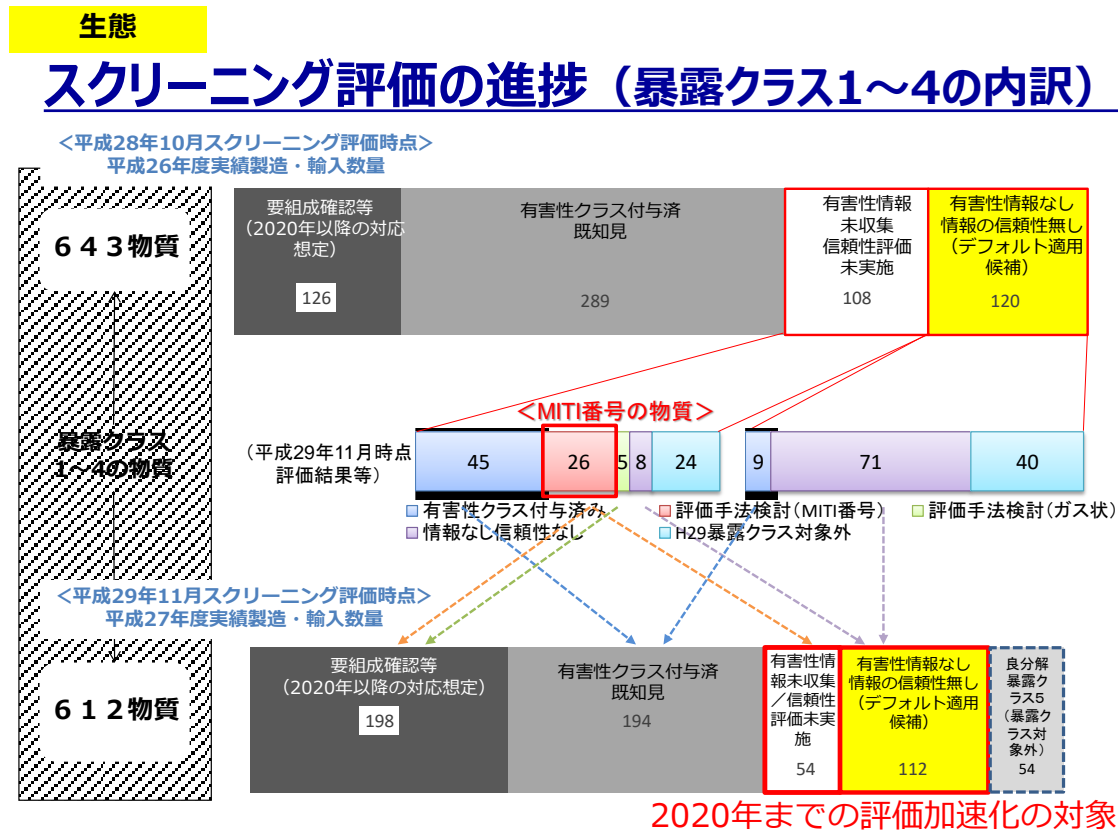 生態
スクリーニング評価の進捗（暴露クラス1～4の内訳）
＜平成28年10月スクリーニング評価時点＞
平成26年度実績製造・輸入数量
６４３物質
要組成確認等
（2020年以降の対応
想定）
126
有害性クラス付与済
既知見
289
有害性情報
未収集
信頼性評価
未実施
108
有害性情報なし
情報の信頼性無し
（デフォルト適用
候補）
120
暴露クラス
1～4の物質
＜MITI番号の物質＞
（平成29年11月時点
評価結果等）
45
26
5
8
24
9
71
40
有害性クラス付与済み
評価手法検討（MITI番号）
評価手法検討（ガス状）
情報なし信頼性なし
H29暴露クラス対象外
＜平成29年11月スクリーニング評価時点＞
平成27年度実績製造・輸入数量
６１２物質
要組成確認等
（2020年以降の対応想定）
198
有害性クラス付与済
既知見
194
有害性情
報未収集
／信頼性
評価未実
施
54
有害性情報なし
情報の信頼性無し
（デフォルト適用
候補）
112
良分解
暴露ク
ラス5
（暴露ク
ラス対
象外）
54
2020年までの評価加速化の対象